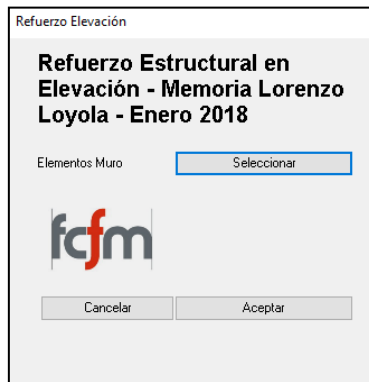 Refuerzo Elevación
Refuerzo Estructural en
Elevación - Memoria Lorenzo
Loyola - Enero 2018
Elementos Muro Seleccionar
fcfm
Cancelar Aceptar